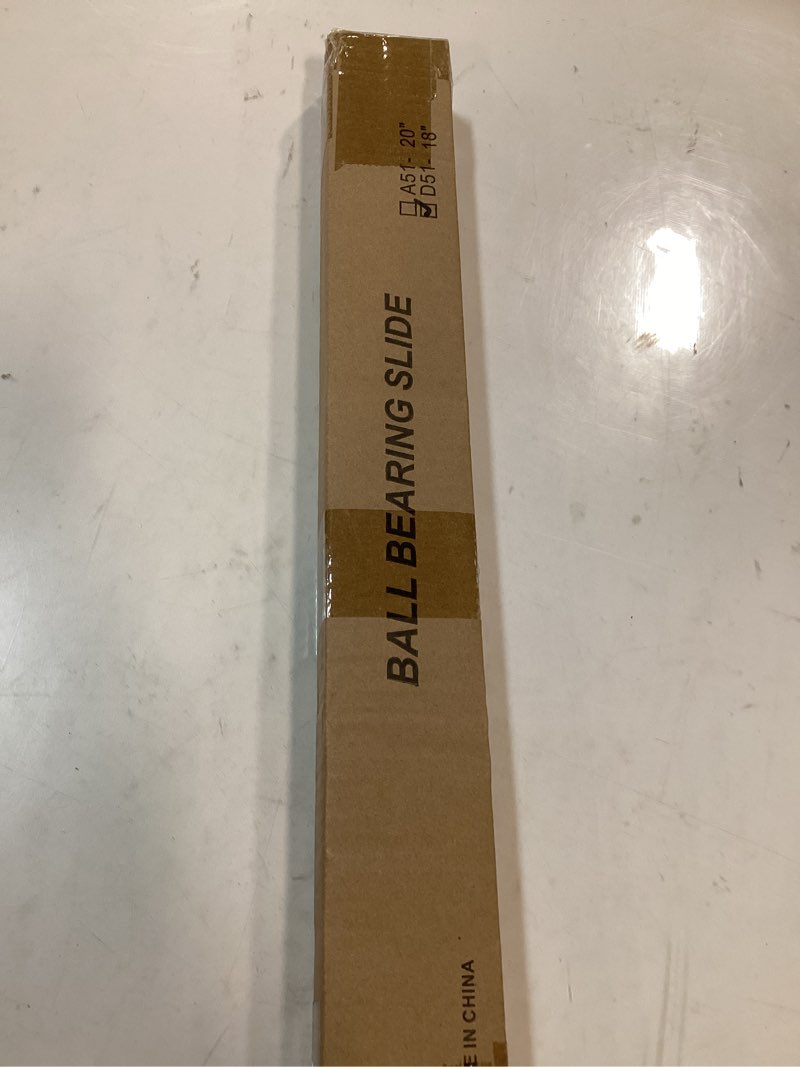 A51- 20"
D51- 18"
BALL BEARING SLIDE
E IN CHINA